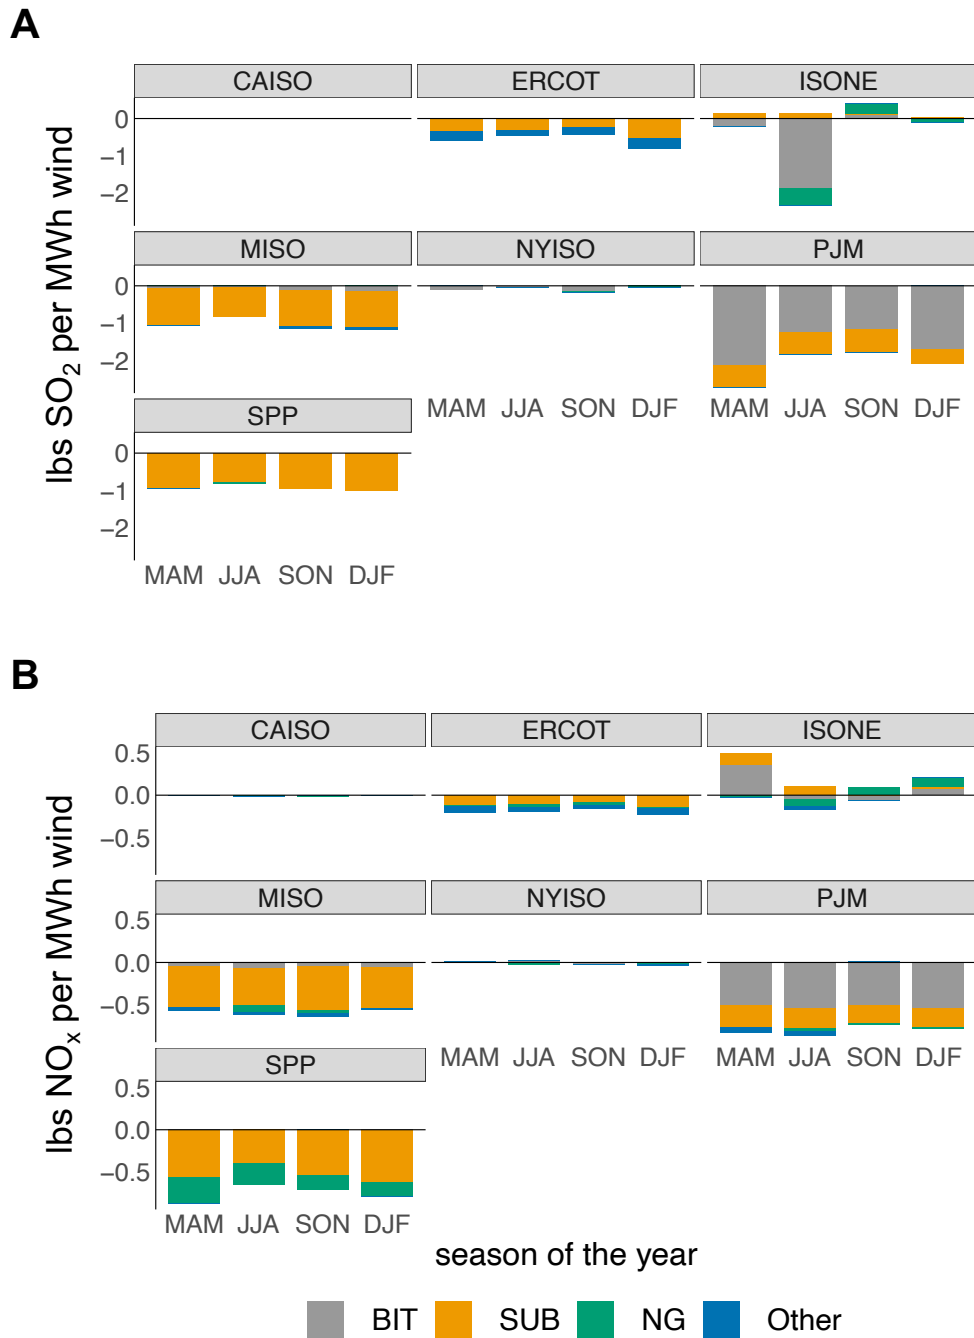 A
lbs SO2 per MWh wind
CAISO ERCOT ISONE
0
−1
−2
MISO NYISO PJM
0
−1
−2
MAM JJA SON DJF MAM JJA SON DJF
SPP
0
−1
−2
MAM JJA SON DJF
B
lbs NOx per MWh wind
CAISO ERCOT ISONE
0.5
0.0
−0.5
MISO NYISO PJM
0.5
0.0
−0.5
MAM JJA SON DJF MAM JJA SON DJF
SPP
0.5
0.0
−0.5
MAM JJA SON DJF
season of the year
BIT SUB NG Other